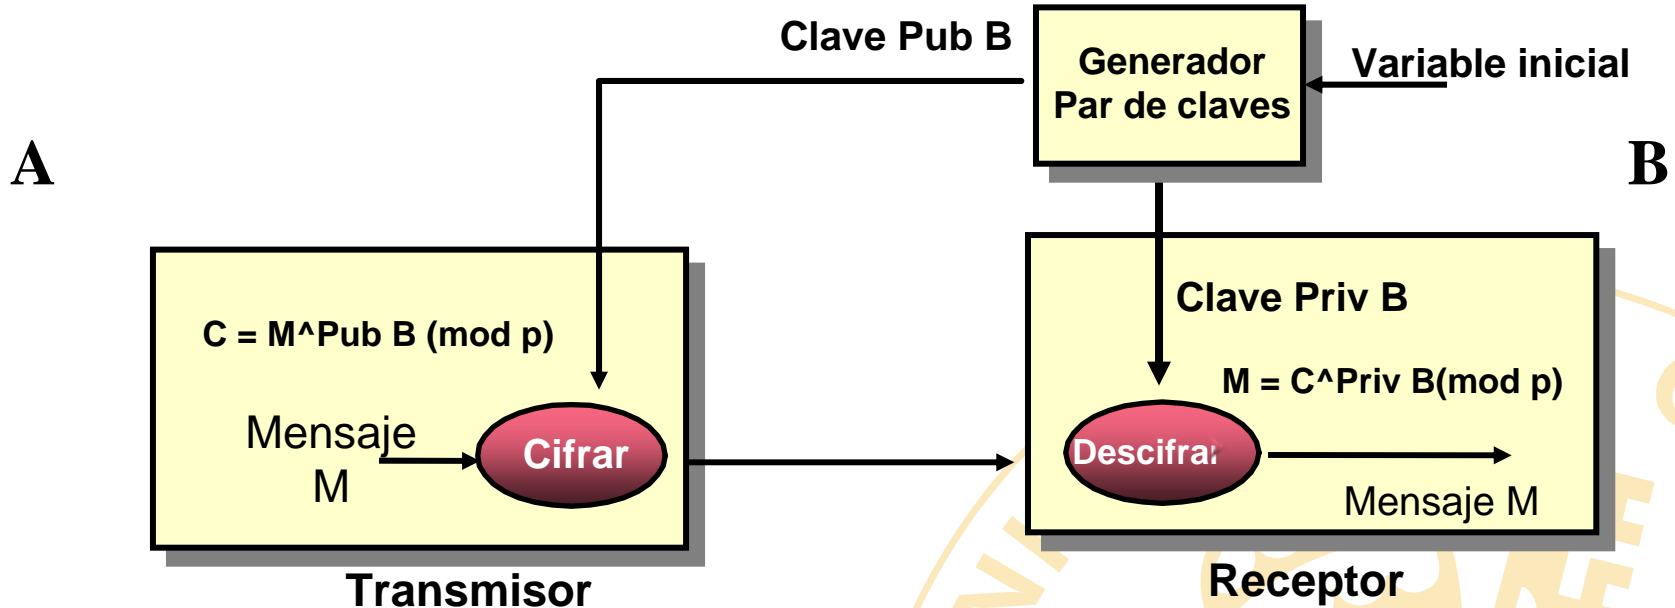 Clave Pub B
Generador
Par de claves
Variable inicial
A
B
C = M^Pub B (mod p)
Mensaje
M
Cifrar
Transmisor
Clave Priv B
M = C^Priv B(mod p)
Descifrar
Mensaje M
Receptor